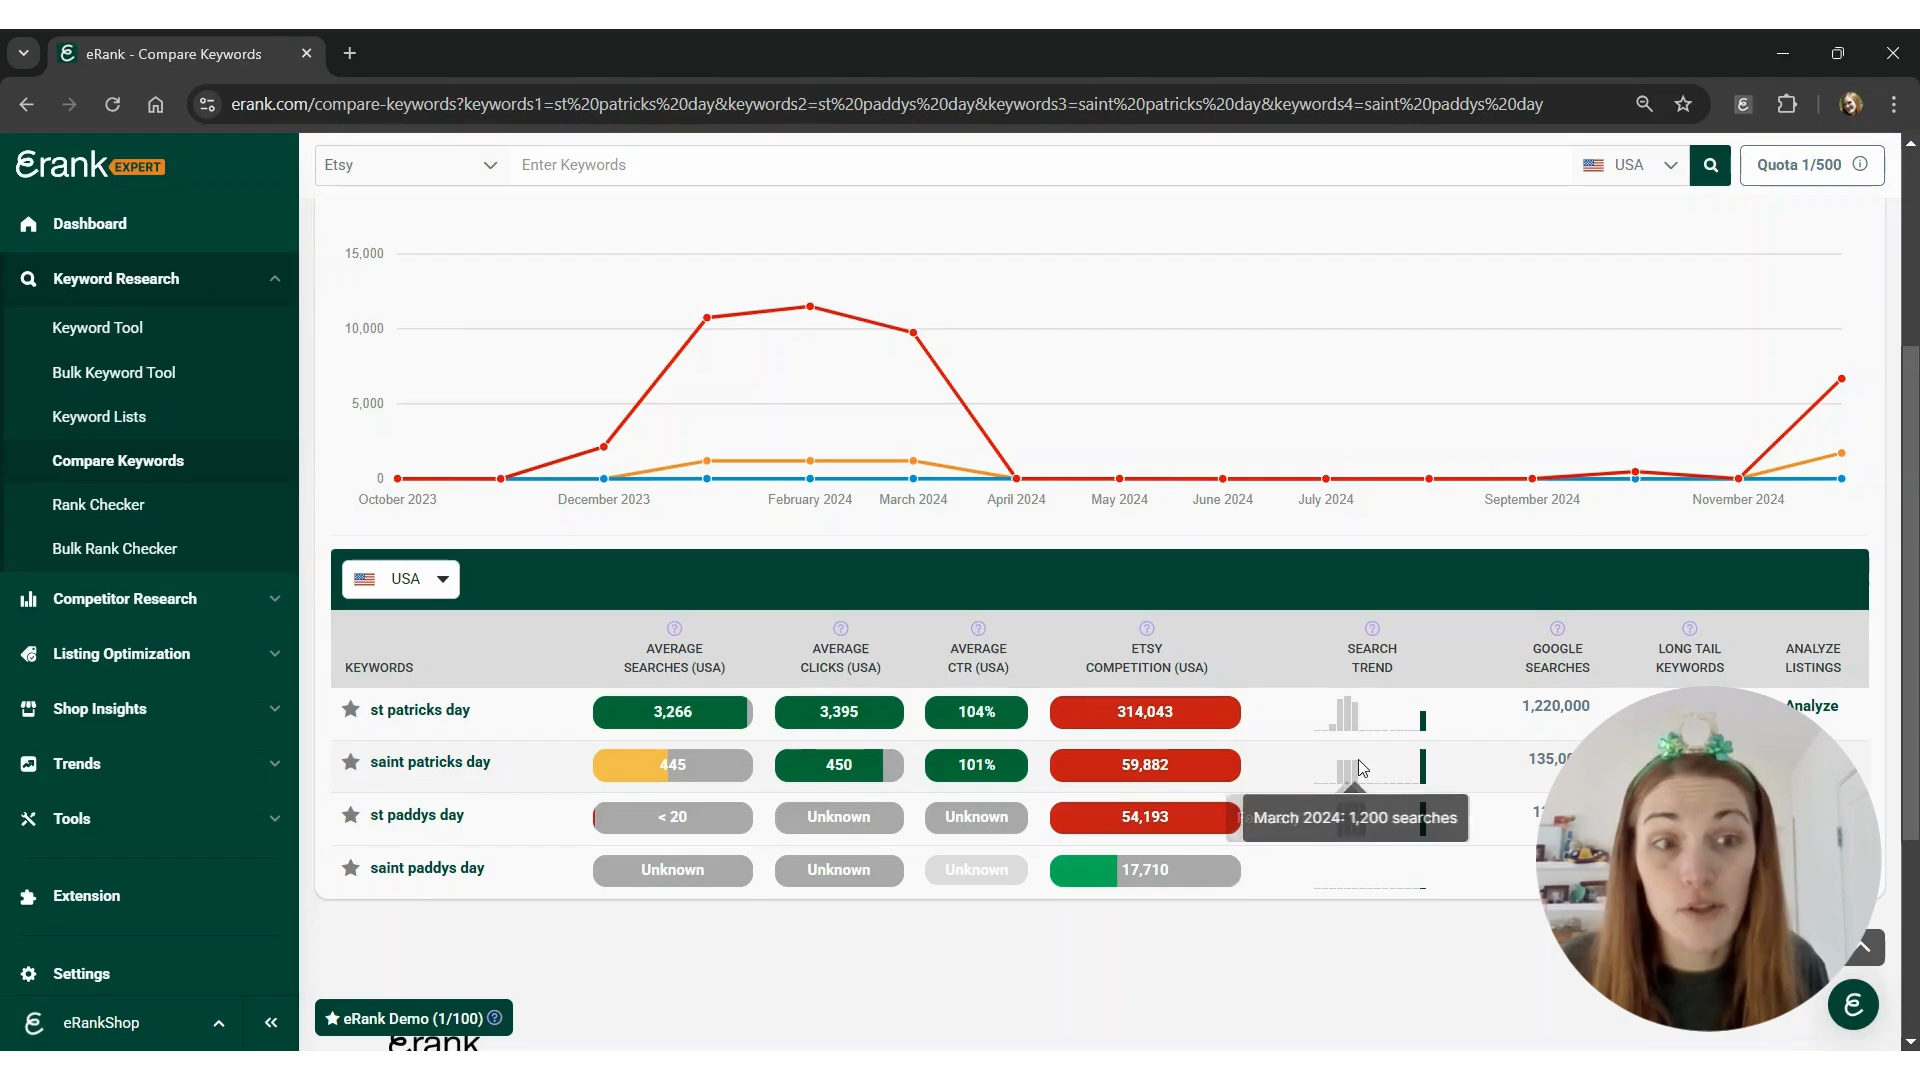 eRank - Compare Keywords
erank.com/compare-keywords?keywords1=st%20patricks%20day&keywords2=st%20paddys%20day&keywords3=saint%20patricks%20day&keywords4=saint%20paddys%20day
erank EXPERT
Etsy
Enter Keywords
USA
Quota 1/500
Dashboard
Keyword Research
Keyword Tool
Bulk Keyword Tool
Keyword Lists
Compare Keywords
Rank Checker
Bulk Rank Checker
Competitor Research
Listing Optimization
Shop Insights
Trends
Tools
Extension
Settings
eRankShop
15,000
10,000
5,000
0
October 2023 December 2023 February 2024 March 2024 April 2024 May 2024 June 2024 July 2024 September 2024 November 2024
USA
KEYWORDS
AVERAGE SEARCHES (USA)
AVERAGE CLICKS (USA)
AVERAGE CTR (USA)
ETSY COMPETITION (USA)
SEARCH TREND
GOOGLE SEARCHES
LONG TAIL KEYWORDS
ANALYZE LISTINGS
st patricks day 3,266 3,395 104% 314,043 1,220,000 Analyze
saint patricks day 445 450 101% 59,882
st paddys day < 20 Unknown Unknown 54,193
March 2024: 1,200 searches
saint paddys day Unknown Unknown Unknown 17,710
eRank Demo (1/100)
erank